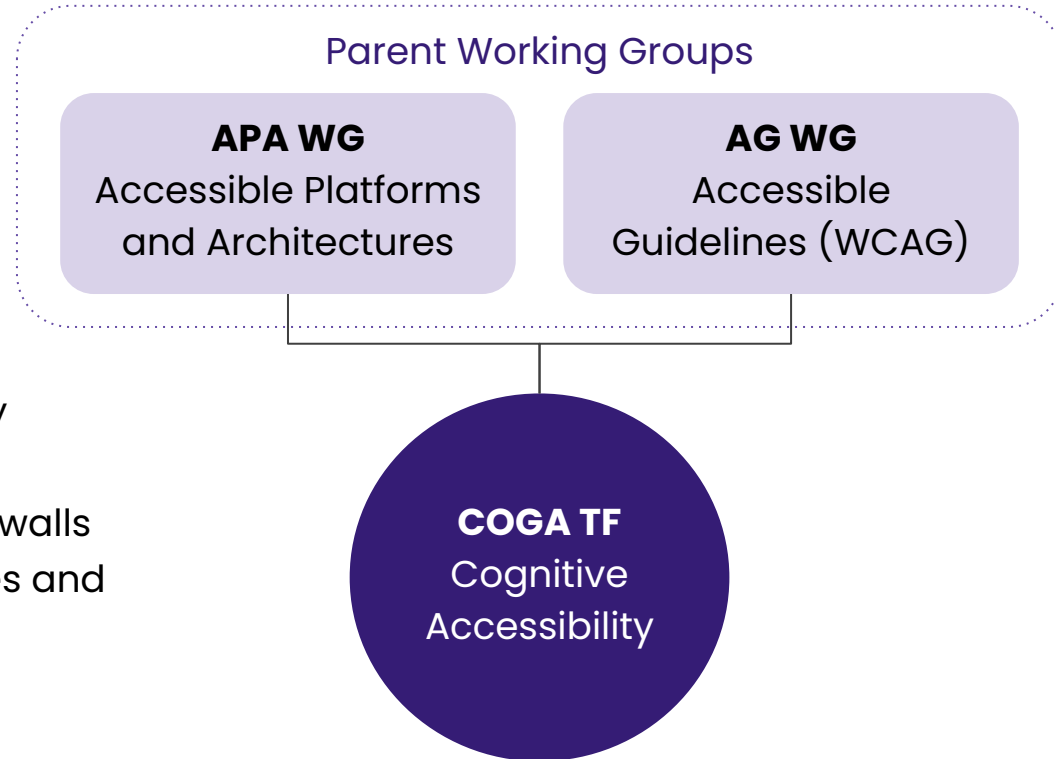 Parent Working Groups
APA WG
Accessible Platforms
and Architectures
AG WG
Accessible
Guidelines (WCAG)
walls
and
COGA TF
Cognitive
Accessibility